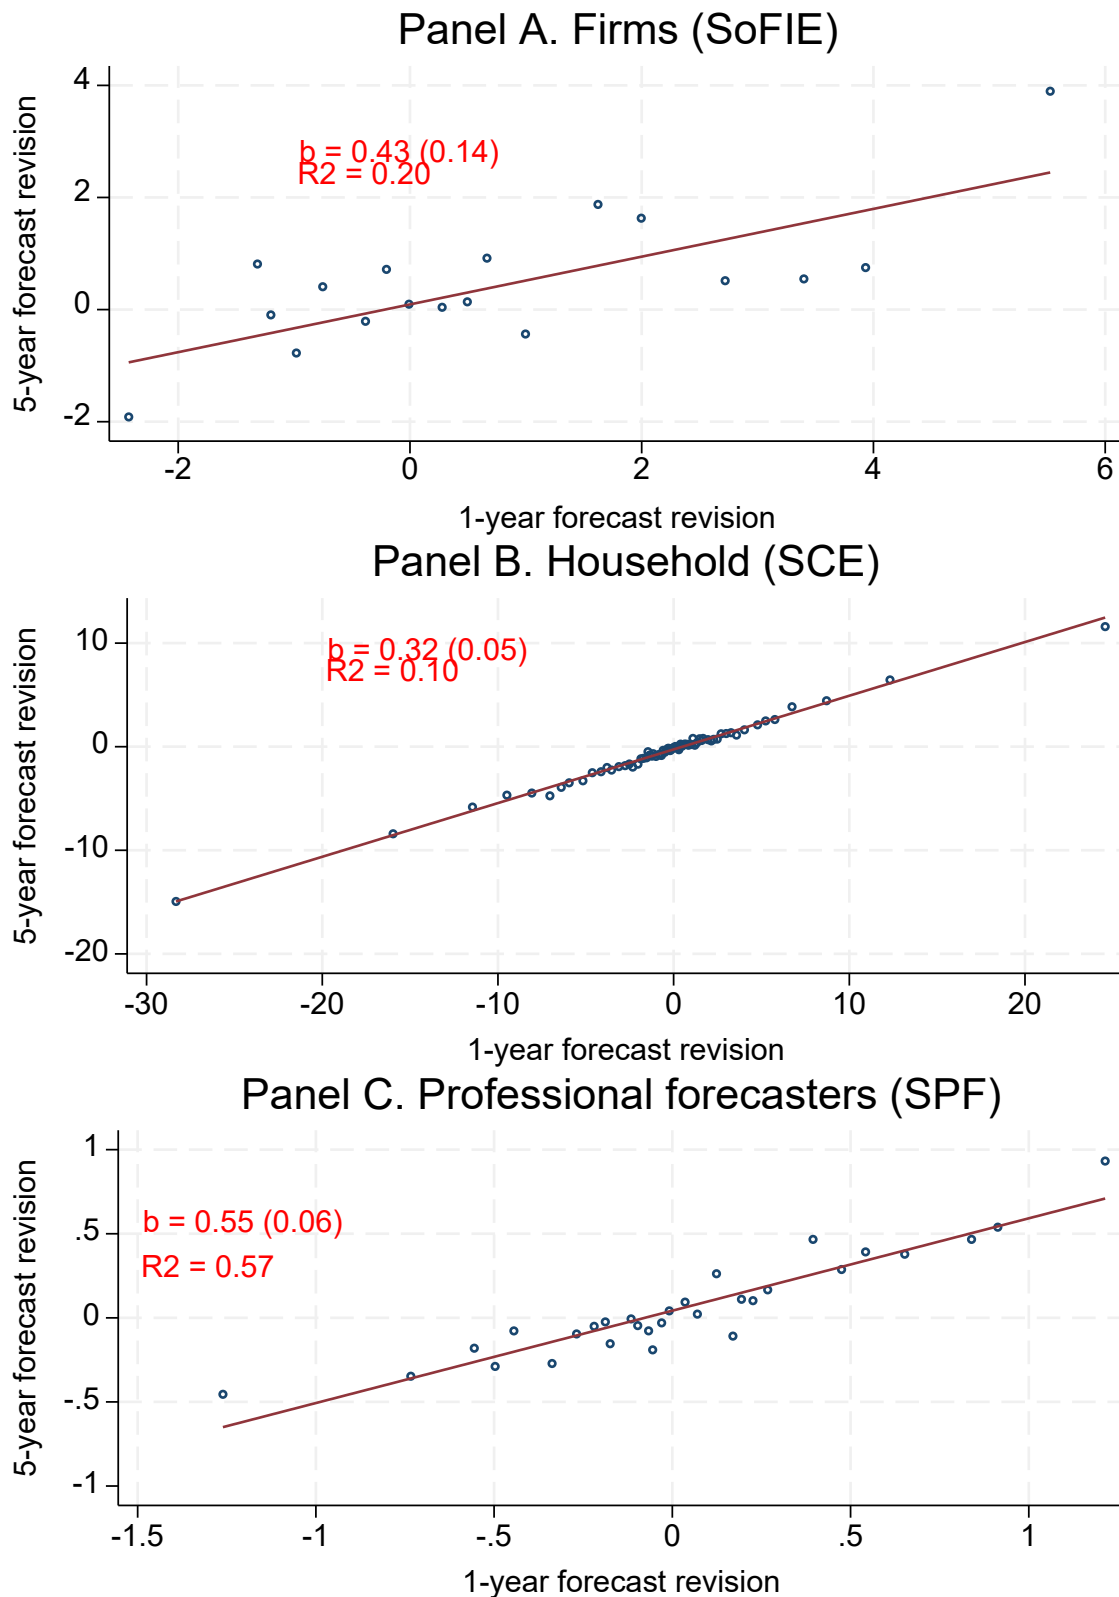 Panel A. Firms (SoFIE)
4
2
0
-2
5-year forecast revision
b = 0.43 (0.14)
R2 = 0.20
-2 0 2 4 6
1-year forecast revision
Panel B. Household (SCE)
10
0
-10
-20
5-year forecast revision
b = 0.32 (0.05)
R2 = 0.10
-30 -20 -10 0 10 20
1-year forecast revision
Panel C. Professional forecasters (SPF)
1
.5
0
-.5
-1
5-year forecast revision
b = 0.55 (0.06)
R2 = 0.57
-1.5 -1 -.5 0 .5 1
1-year forecast revision